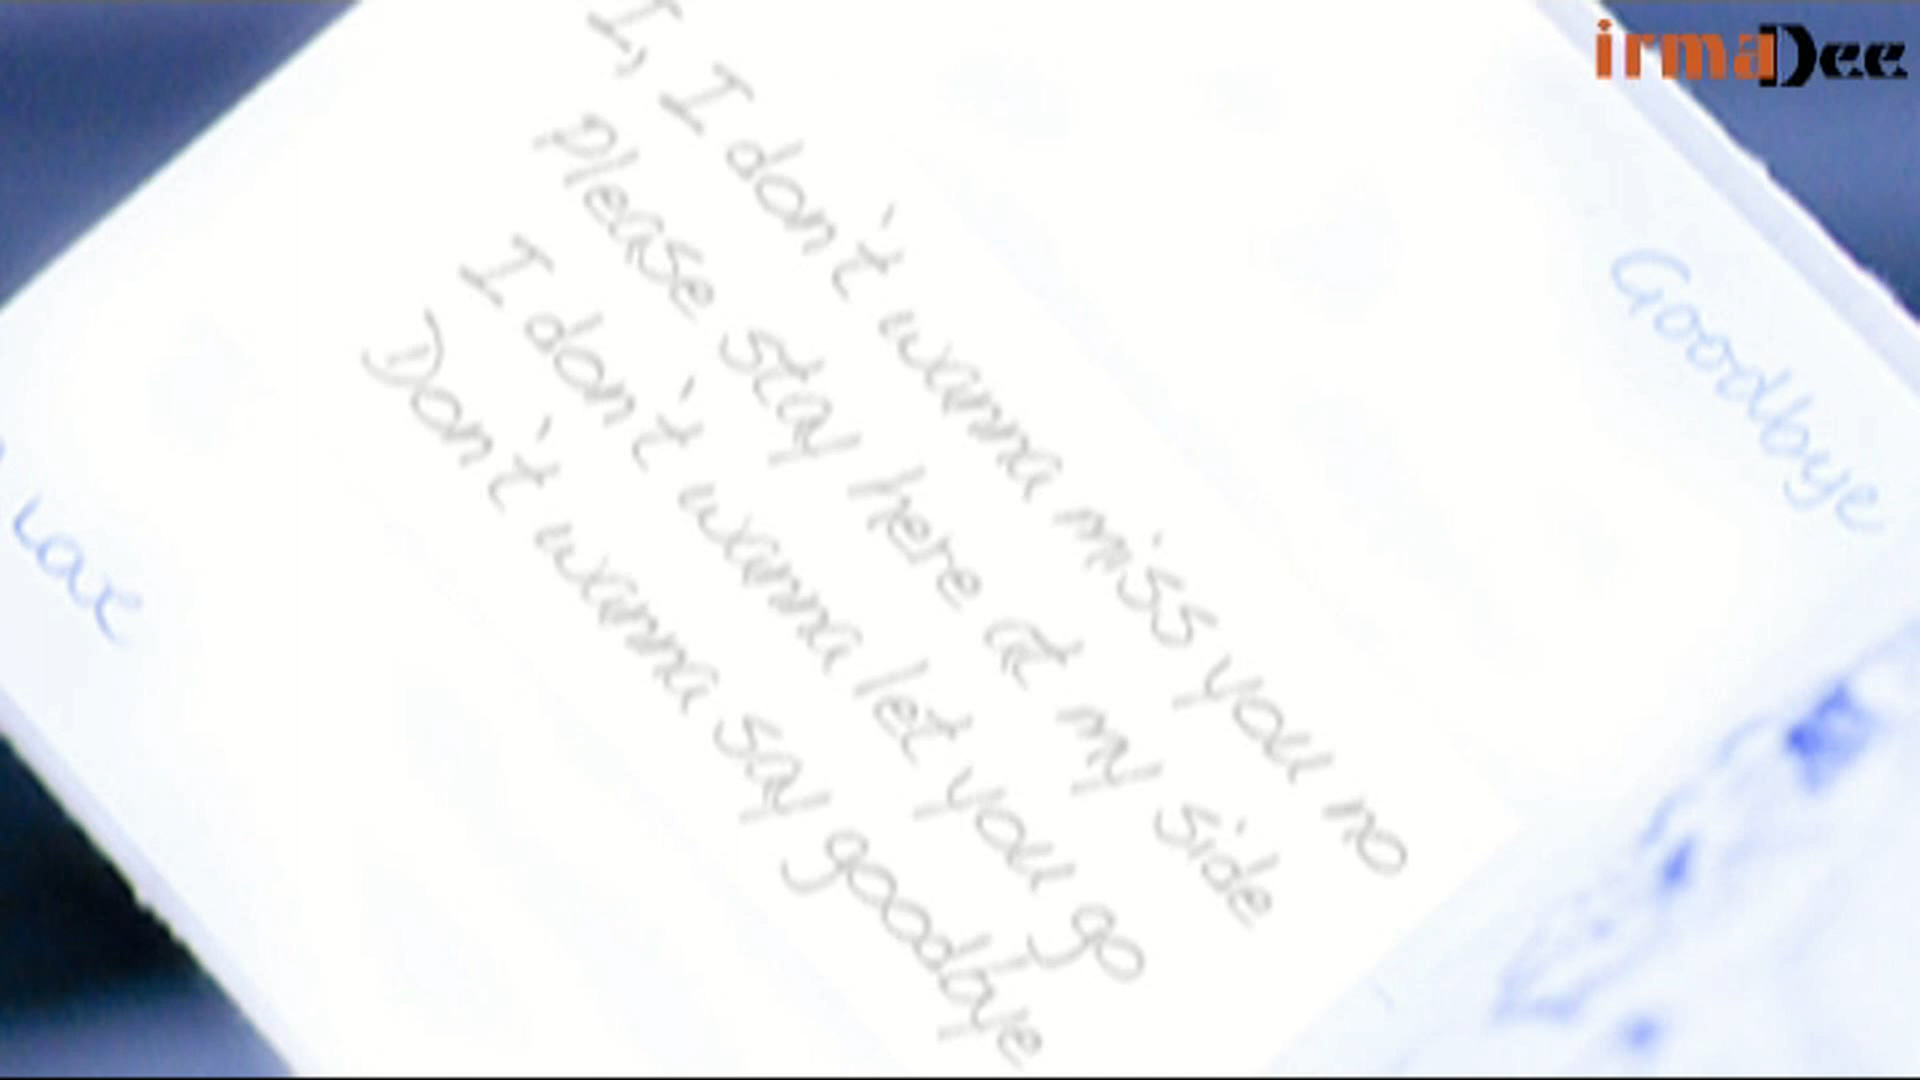 irmaDee
I, I don't wanna miss you no
Please stay here at my side
I don't wanna let you go
Don't wanna say goodbye
Goodbye